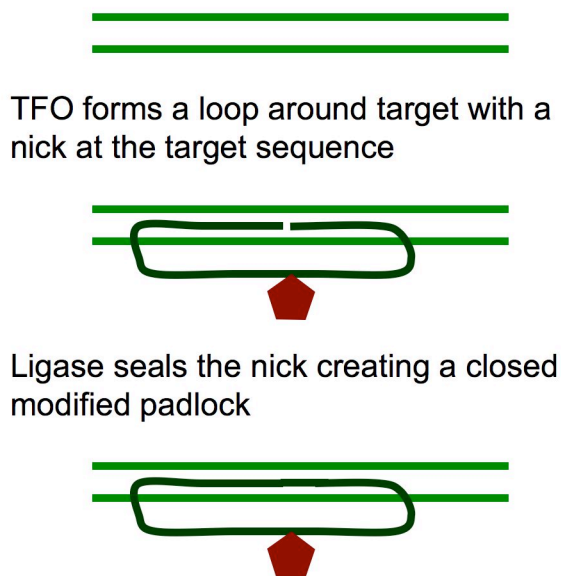 TFO forms a loop around target with a
nick at the target sequence
Ligase seals the nick creating a closed
modified padlock